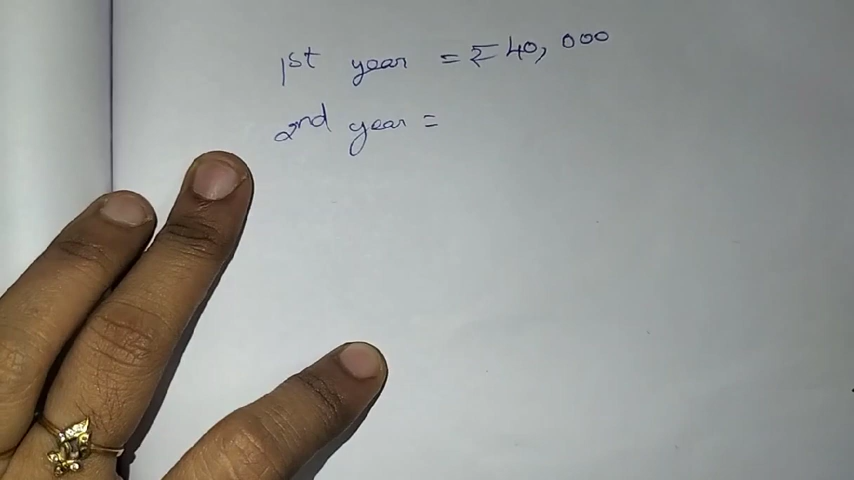 1st year = ₹ 40, 000
2nd year =